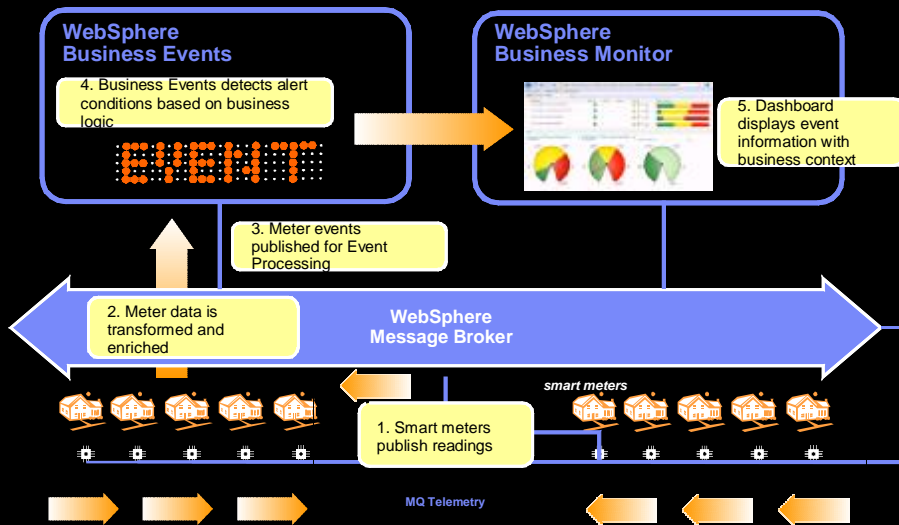 WebSphere
Business Events
4. Business Events detects alert
conditions based on business
logic
EVENT
WebSphere
Business Monitor
5. Dashboard
displays event
information with
business context
3. Meter events
published for Event
Processing
2. Meter data is
transformed and
enriched
WebSphere
Message Broker
smart meters
1. Smart meters
publish readings
MQ Telemetry